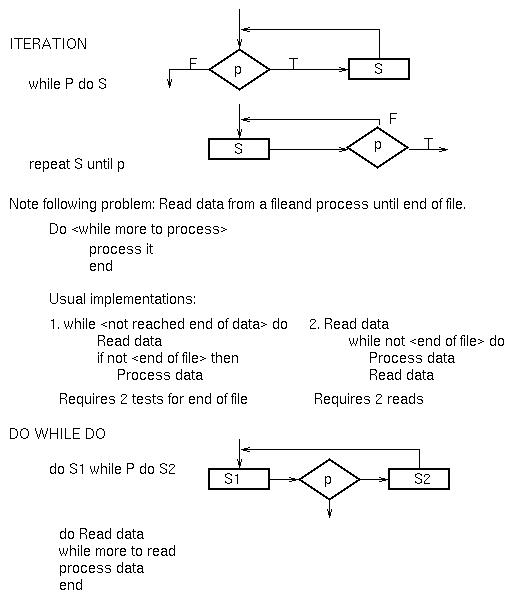 ITERATION
F p T S
while P do S
F
S p T
repeat S until p
Note following problem: Read data from a fileand process until end of file.
Do <while more to process>
process it
end
Usual implementations:
1. while <not reached end of data> do
Read data
if not <end of file> then
Process data
Requires 2 tests for end of file
2. Read data
while not <end of file> do
Process data
Read data
Requires 2 reads
DO WHILE DO
do S1 while P do S2
S1 p S2
do Read data
while more to read
process data
end